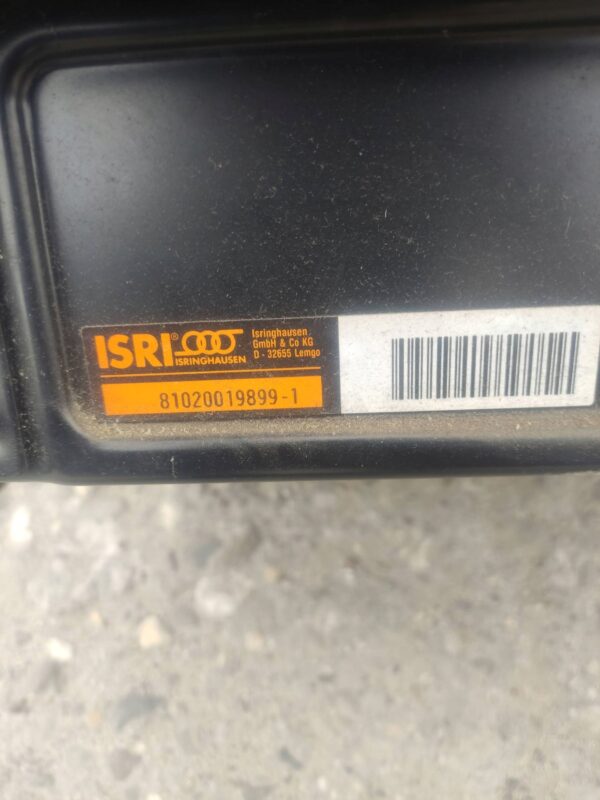 ISRI®
ISRINGHAUSEN
Isringhausen
GmbH & Co KG
D - 32655 Lemgo
81020019899-1